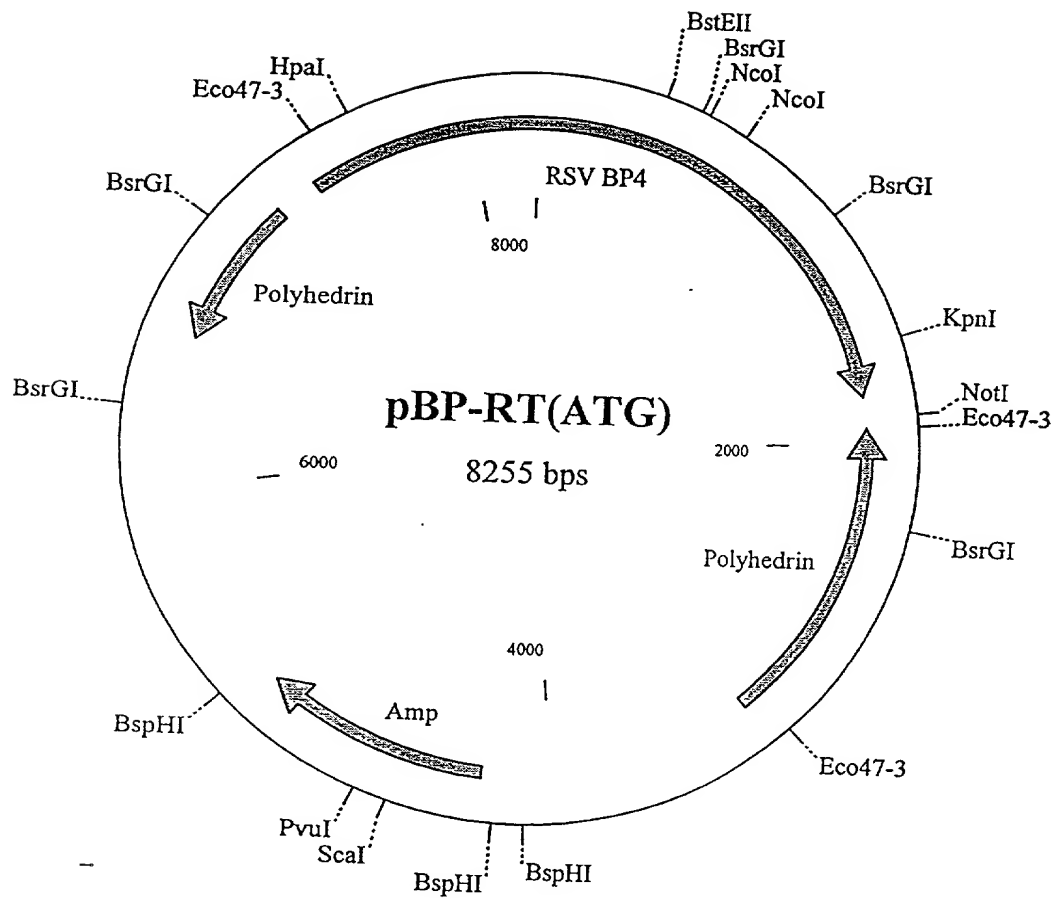 BstEII
BsrGI
NcoI
NcoI
HpaI
Eco47-3
BsrGI
BsrGI
RSV BP4
8000
Polyhedrin
KpnI
BsrGI
pBP-RT(ATG)
8255 bps
NotI
Eco47-3
2000
6000
BsrGI
Polyhedrin
4000
BspHI
Amp
Eco47-3
PvuI
ScaI
BspHI
BspHI